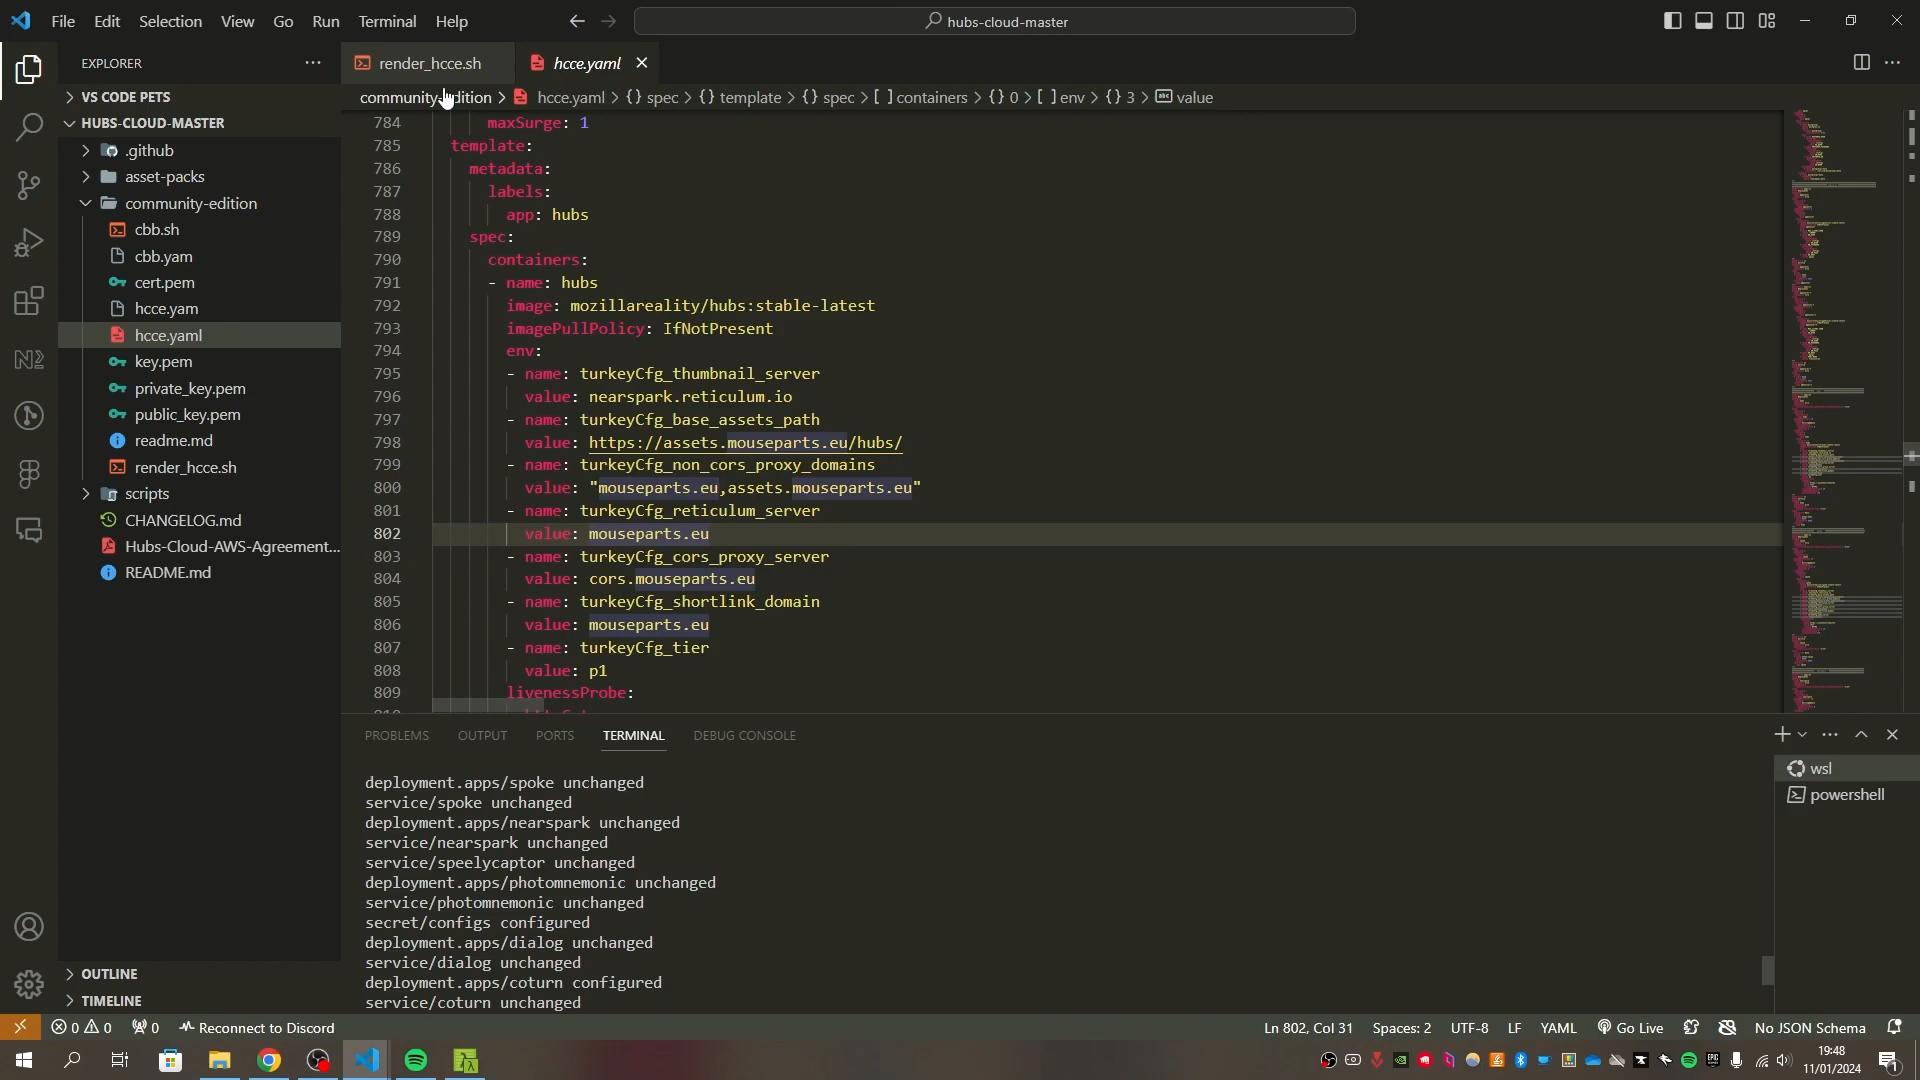 File Edit Selection View Go Run Terminal Help
hubs-cloud-master
EXPLORER
render_hcce.sh
hcce.yaml
community-edition > hcce.yaml > {} spec > {} template > {} spec > [ ] containers > {} 0 > [ ] env > {} 3 > abc value
VS CODE PETS
HUBS-CLOUD-MASTER
.github
asset-packs
community-edition
cbb.sh
cbb.yam
cert.pem
hcce.yam
hcce.yaml
key.pem
private_key.pem
public_key.pem
readme.md
render_hcce.sh
scripts
CHANGELOG.md
Hubs-Cloud-AWS-Agreement...
README.md
OUTLINE
TIMELINE
784 maxSurge: 1
785 template:
786 metadata:
787 labels:
788 app: hubs
789 spec:
790 containers:
791 - name: hubs
792 image: mozillareality/hubs:stable-latest
793 imagePullPolicy: IfNotPresent
794 env:
795 - name: turkeyCfg_thumbnail_server
796 value: nearspark.reticulum.io
797 - name: turkeyCfg_base_assets_path
798 value: https://assets.mouseparts.eu/hubs/
799 - name: turkeyCfg_non_cors_proxy_domains
800 value: "mouseparts.eu,assets.mouseparts.eu"
801 - name: turkeyCfg_reticulum_server
802 value: mouseparts.eu
803 - name: turkeyCfg_cors_proxy_server
804 value: cors.mouseparts.eu
805 - name: turkeyCfg_shortlink_domain
806 value: mouseparts.eu
807 - name: turkeyCfg_tier
808 value: p1
809 livenessProbe:
PROBLEMS OUTPUT PORTS TERMINAL DEBUG CONSOLE
deployment.apps/spoke unchanged
service/spoke unchanged
deployment.apps/nearspark unchanged
service/nearspark unchanged
service/speelycaptor unchanged
deployment.apps/photomnemonic unchanged
service/photomnemonic unchanged
secret/configs configured
deployment.apps/dialog unchanged
service/dialog unchanged
deployment.apps/coturn configured
service/coturn unchanged
wsl
powershell
0 0 0 Reconnect to Discord
Ln 802, Col 31 Spaces: 2 UTF-8 LF YAML Go Live No JSON Schema
19:48
11/01/2024